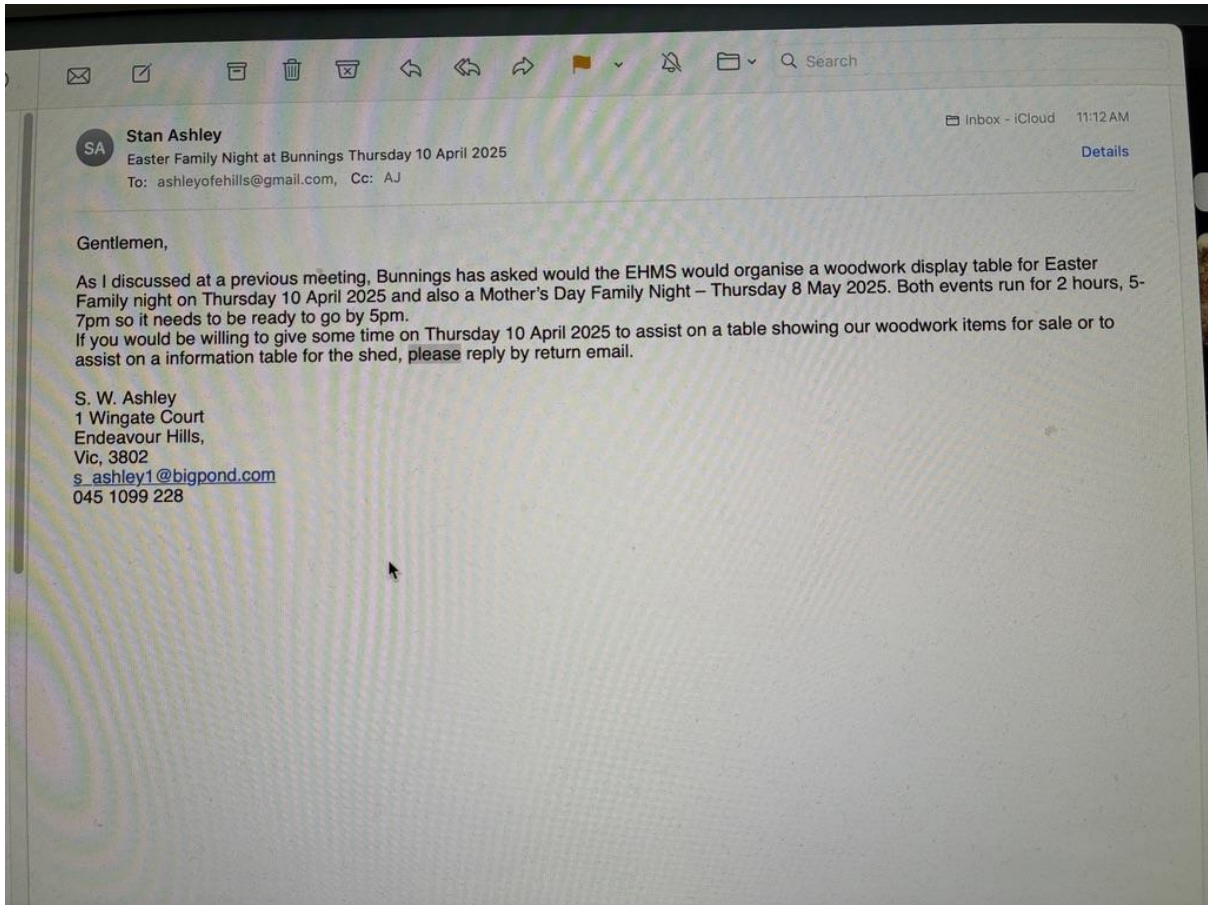 Search
Stan Ashley
Inbox - iCloud 11:12 AM
SA
Easter Family Night at Bunnings Thursday 10 April 2025
Details
To: ashleyofehills@gmail.com, Cc: AJ
Gentlemen,
As I discussed at a previous meeting, Bunnings has asked would the EHMS would organise a woodwork display table for Easter
Family night on Thursday 10 April 2025 and also a Mother's Day Family Night – Thursday 8 May 2025. Both events run for 2 hours, 5-
7pm so it needs to be ready to go by 5pm.
If you would be willing to give some time on Thursday 10 April 2025 to assist on a table showing our woodwork items for sale or to
assist on a information table for the shed, please reply by return email.
S. W. Ashley
1 Wingate Court
Endeavour Hills,
Vic, 3802
s_ashley1@bigpond.com
045 1099 228